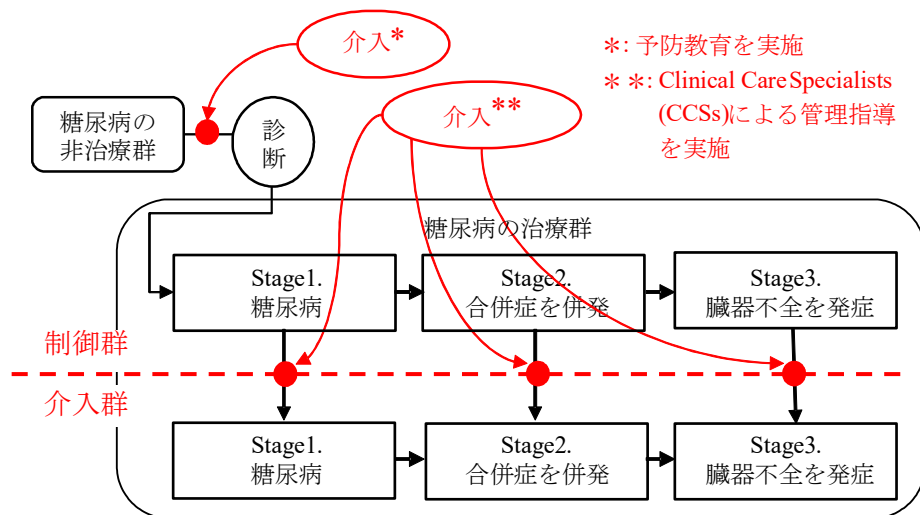 介入*
*: 予防教育を実施
**: Clinical Care Specialists
(CCSs)による管理指導
を実施
介入**
糖尿病の
非治療群
診
断
糖尿病の治療群
Stage1.
糖尿病
Stage2.
合併症を併発
Stage3.
臓器不全を発症
制御群
介入群
Stage1.
糖尿病
Stage2.
合併症を併発
Stage3.
臓器不全を発症